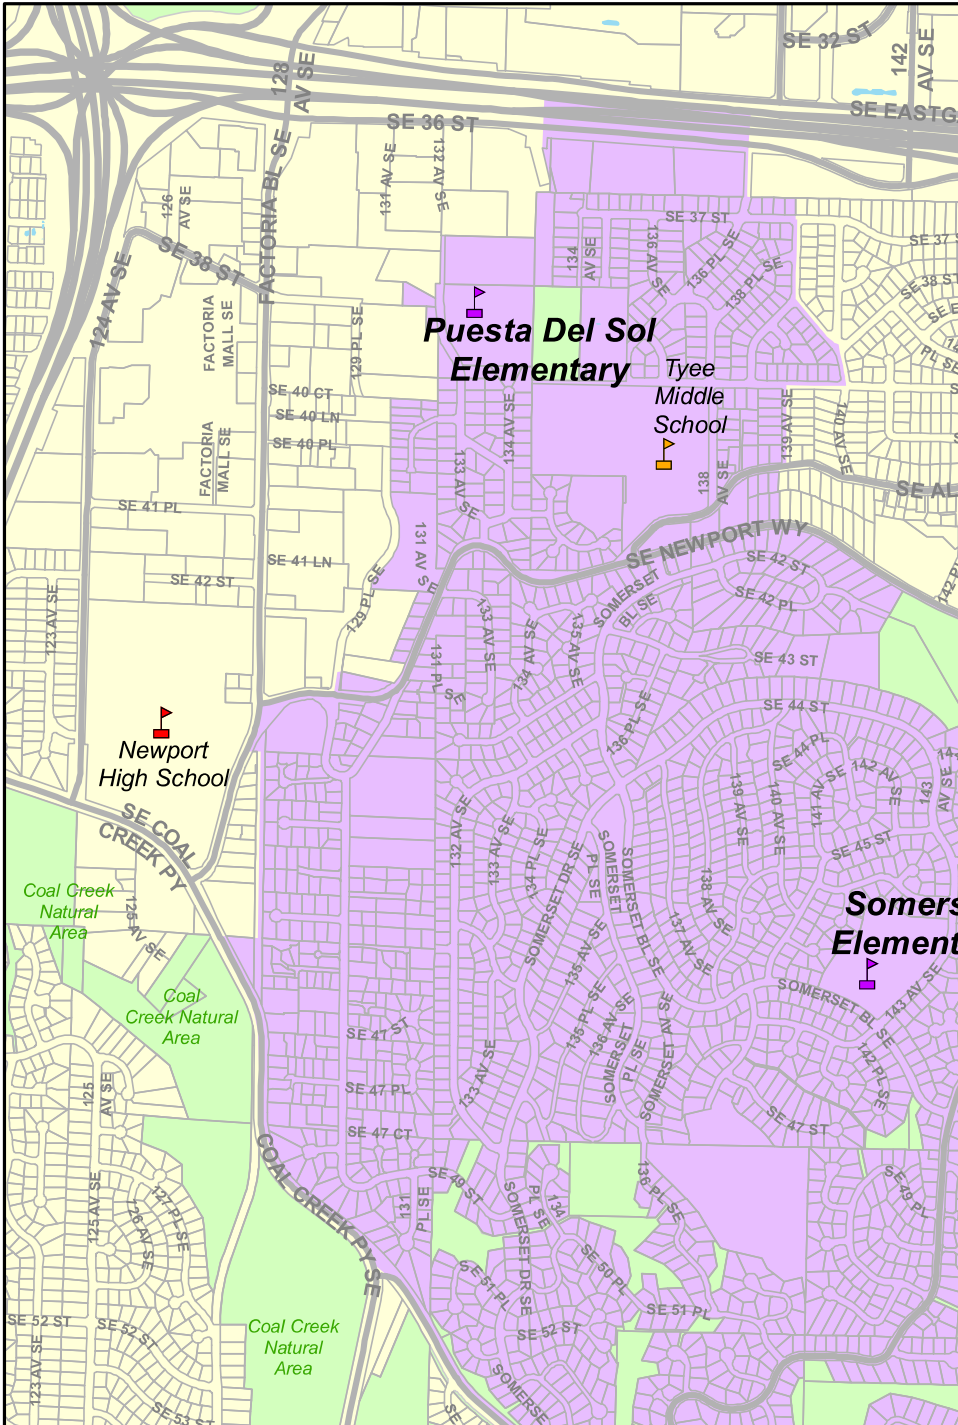 SE 32 ST
142
AV SE
128
AV SE
SE EASTG
SE 36 ST
FACTORIA BL SE
131 AV SE
132 AV SE
126
AV SE
SE 37 ST
SE 37 S
134
AV SE
136 AV SE
136 PL SE
138 PL SE
SE 38 ST
SE 38 ST
124 AV SE
FACTORIA
MALL SE
129 PL SE
Puesta Del Sol
Elementary
Tyee
Middle
School
PL SE
SE 40 CT
SE 40 LN
SE 40 PL
134 AV SE
139 AV SE
140 AV SE
FACTORIA
MALL SE
133 AV SE
138
AV SE
SE AL
SE 41 PL
131 AV SE
SE NEWPORT WY
SE 41 LN
SE 42 ST
SE 42 ST
SE 42 PL
142 PL
123 AV SE
129 PL SE
SOMERSET
BL SE
133 AV SE
134 AV SE
135 AV SE
131 PL SE
SE 43 ST
SE 44 ST
136 PL SE
Newport
High School
SE 44 PL
142 AV SE
141 AV SE
143
AV SE
139 AV SE
140 AV SE
SE COAL
CREEK PY
132 AV SE
133 AV SE
134 PL SE
SOMERSET DR SE
SOMERSET
PL SE
SOMERSET BL SE
SE 45 ST
138 AV SE
137 AV SE
Coal Creek
Natural
Area
125 AV SE
Somers
Element
135 AV SE
SOMERSET BL SE
143 AV SE
Coal
Creek Natural
Area
135 PL SE
136 AV SE
SOMERSET
PL SE
SOMERSET AV SE
SE 47 ST
142 PL SE
125
AV SE
SE 47 PL
133 AV SE
SE 47 ST
SE 47 CT
COAL CREEK PY SE
SE 49 ST
131
PL SE
SOMERSET DR SE
134
PL SE
136 PL SE
SE 49 PL
125 AV SE
126 AV SE
127 PL SE
SE 50 PL
SE 51 PL
SE 51 PL
SE 52 ST
SE 52 ST
SE 52 ST
Coal Creek
Natural
Area
123 AV SE
SOMERSE
SE 53 ST
SE